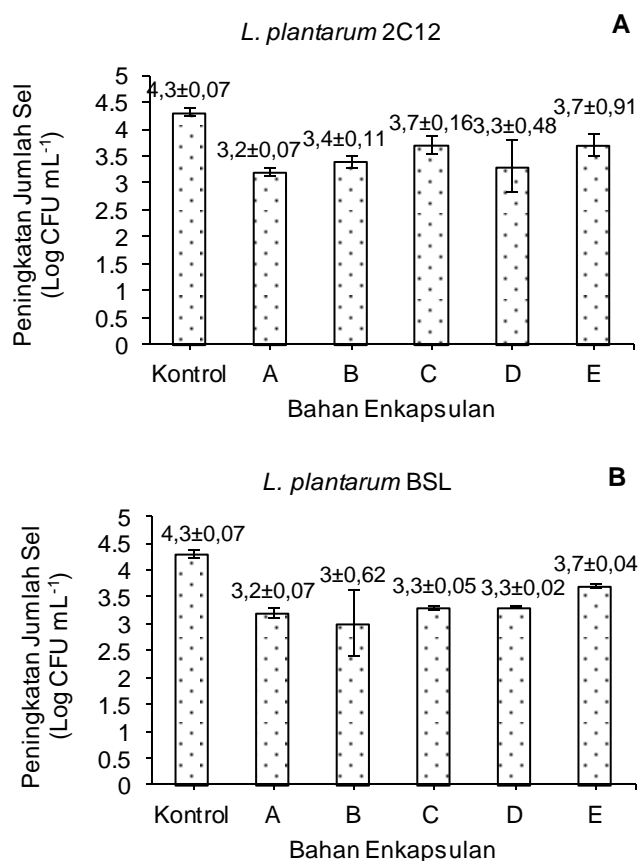 L. plantarum 2C12
A
Peningkatan Jumlah Sel
(Log CFU mL⁻¹)
5
4.5
4
3.5
3
2.5
2
1.5
1
0.5
0
4,3±0,07
3,2±0,07
3,4±0,11
3,7±0,16
3,3±0,48
3,7±0,91
Kontrol A B C D E
Bahan Enkapsulan
L. plantarum BSL
B
Peningkatan Jumlah Sel
(Log CFU mL⁻¹)
5
4.5
4
3.5
3
2.5
2
1.5
1
0.5
0
4,3±0,07
3,2±0,07
3±0,62
3,3±0,05
3,3±0,02
3,7±0,04
Kontrol A B C D E
Bahan Enkapsulan